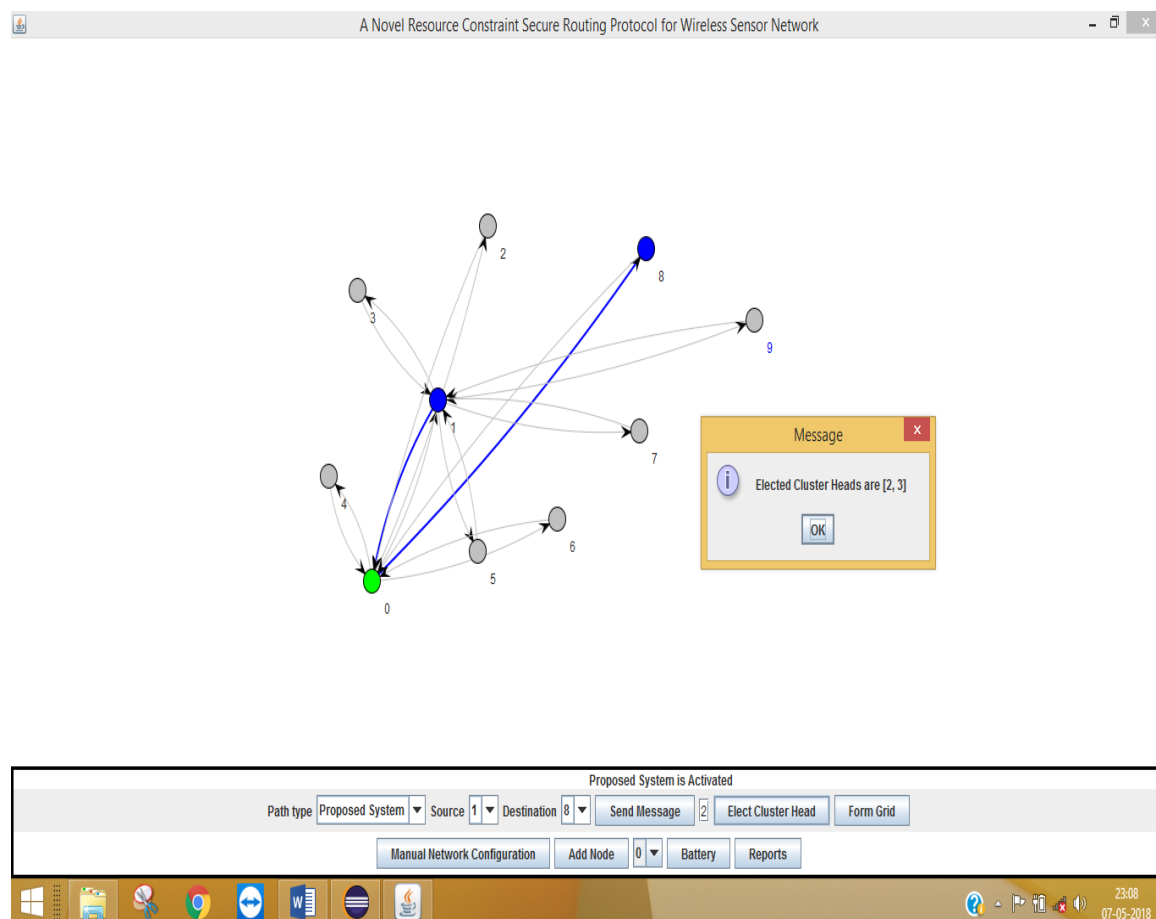 A Novel Resource Constraint Secure Routing Protocol for Wireless Sensor Network
2
8
3
9
1
7
Message
Elected Cluster Heads are [2, 3]
OK
4
6
5
0
Proposed System is Activated
Path type Proposed System Source 1 Destination 8 Send Message 2 Elect Cluster Head Form Grid
Manual Network Configuration Add Node 0 Battery Reports
23:08
07-05-2018